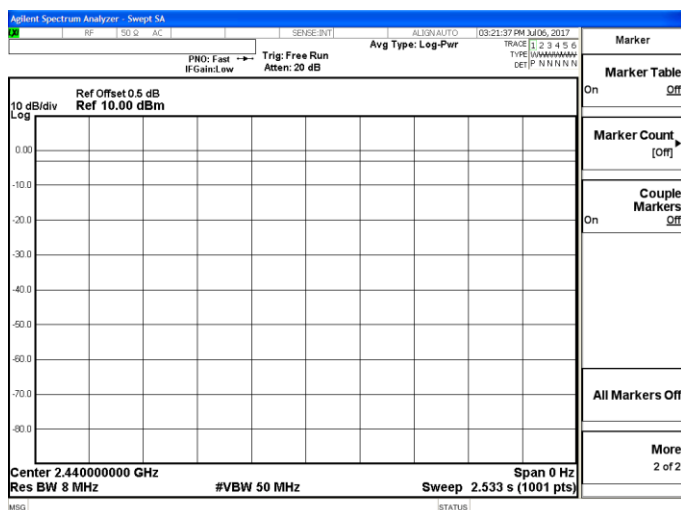 Agilent Spectrum Analyzer - Swept SA
RF 50 Ω AC SENSE:INT ALIGNAUTO 03:21:37 PM Jul 06, 2017
Avg Type: Log-Pwr
TRACE 1 2 3 4 5 6
TYPE
DET P N N N N N
PNO: Fast
IFGain:Low
Trig: Free Run
Atten: 20 dB
Ref Offset 0.5 dB
10 dB/div Ref 10.00 dBm
Log
0.00
-10.0
-20.0
-30.0
-40.0
-50.0
-60.0
-70.0
-80.0
Center 2.440000000 GHz Span 0 Hz
Res BW 8 MHz #VBW 50 MHz Sweep 2.533 s (1001 pts)
MSG STATUS
Marker
Marker Table
On Off
Marker Count
[Off]
Couple
Markers
On Off
All Markers Off
More
2 of 2